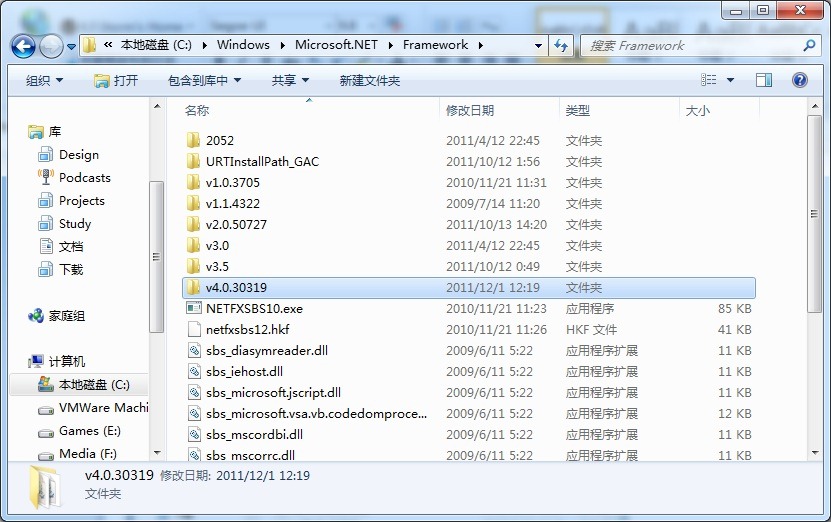 « 本地磁盘 (C:) Windows Microsoft.NET Framework 搜索 Framework
组织 打开 包含到库中 共享 新建文件夹
名称 修改日期 类型 大小
库
Design
Podcasts
Projects
Study
文档
下载
家庭组
计算机
本地磁盘 (C:)
VMWare Machi
Games (E:)
Media (F:)
2052 2011/4/12 22:45 文件夹
URTInstallPath_GAC 2011/10/12 1:56 文件夹
v1.0.3705 2010/11/21 11:31 文件夹
v1.1.4322 2009/7/14 11:20 文件夹
v2.0.50727 2011/10/13 14:20 文件夹
v3.0 2011/4/12 22:45 文件夹
v3.5 2011/10/12 0:49 文件夹
v4.0.30319 2011/12/1 12:19 文件夹
NETFXSBS10.exe 2010/11/21 11:23 应用程序 85 KB
netfxsbs12.hkf 2010/11/21 11:26 HKF 文件 41 KB
sbs_diasymreader.dll 2009/6/11 5:22 应用程序扩展 11 KB
sbs_iehost.dll 2009/6/11 5:22 应用程序扩展 11 KB
sbs_microsoft.jscript.dll 2009/6/11 5:22 应用程序扩展 11 KB
sbs_microsoft.vsa.vb.codedomproce... 2009/6/11 5:22 应用程序扩展 12 KB
sbs_mscordbi.dll 2009/6/11 5:22 应用程序扩展 11 KB
sbs_mscorrc.dll 2009/6/11 5:22 应用程序扩展 11 KB
v4.0.30319 修改日期: 2011/12/1 12:19
文件夹